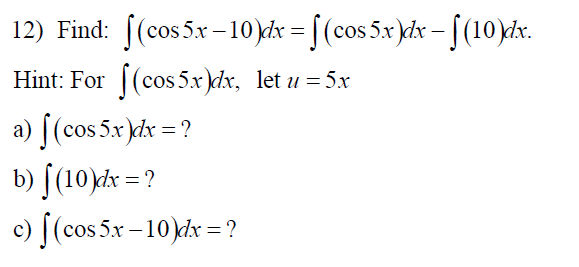 12) Find: ∫(cos 5x – 10)dx = ∫(cos 5x)dx – ∫(10)dx.
Hint: For ∫(cos 5x)dx, let u = 5x
a) ∫(cos 5x)dx = ?
b) ∫(10)dx = ?
c) ∫(cos 5x – 10)dx = ?